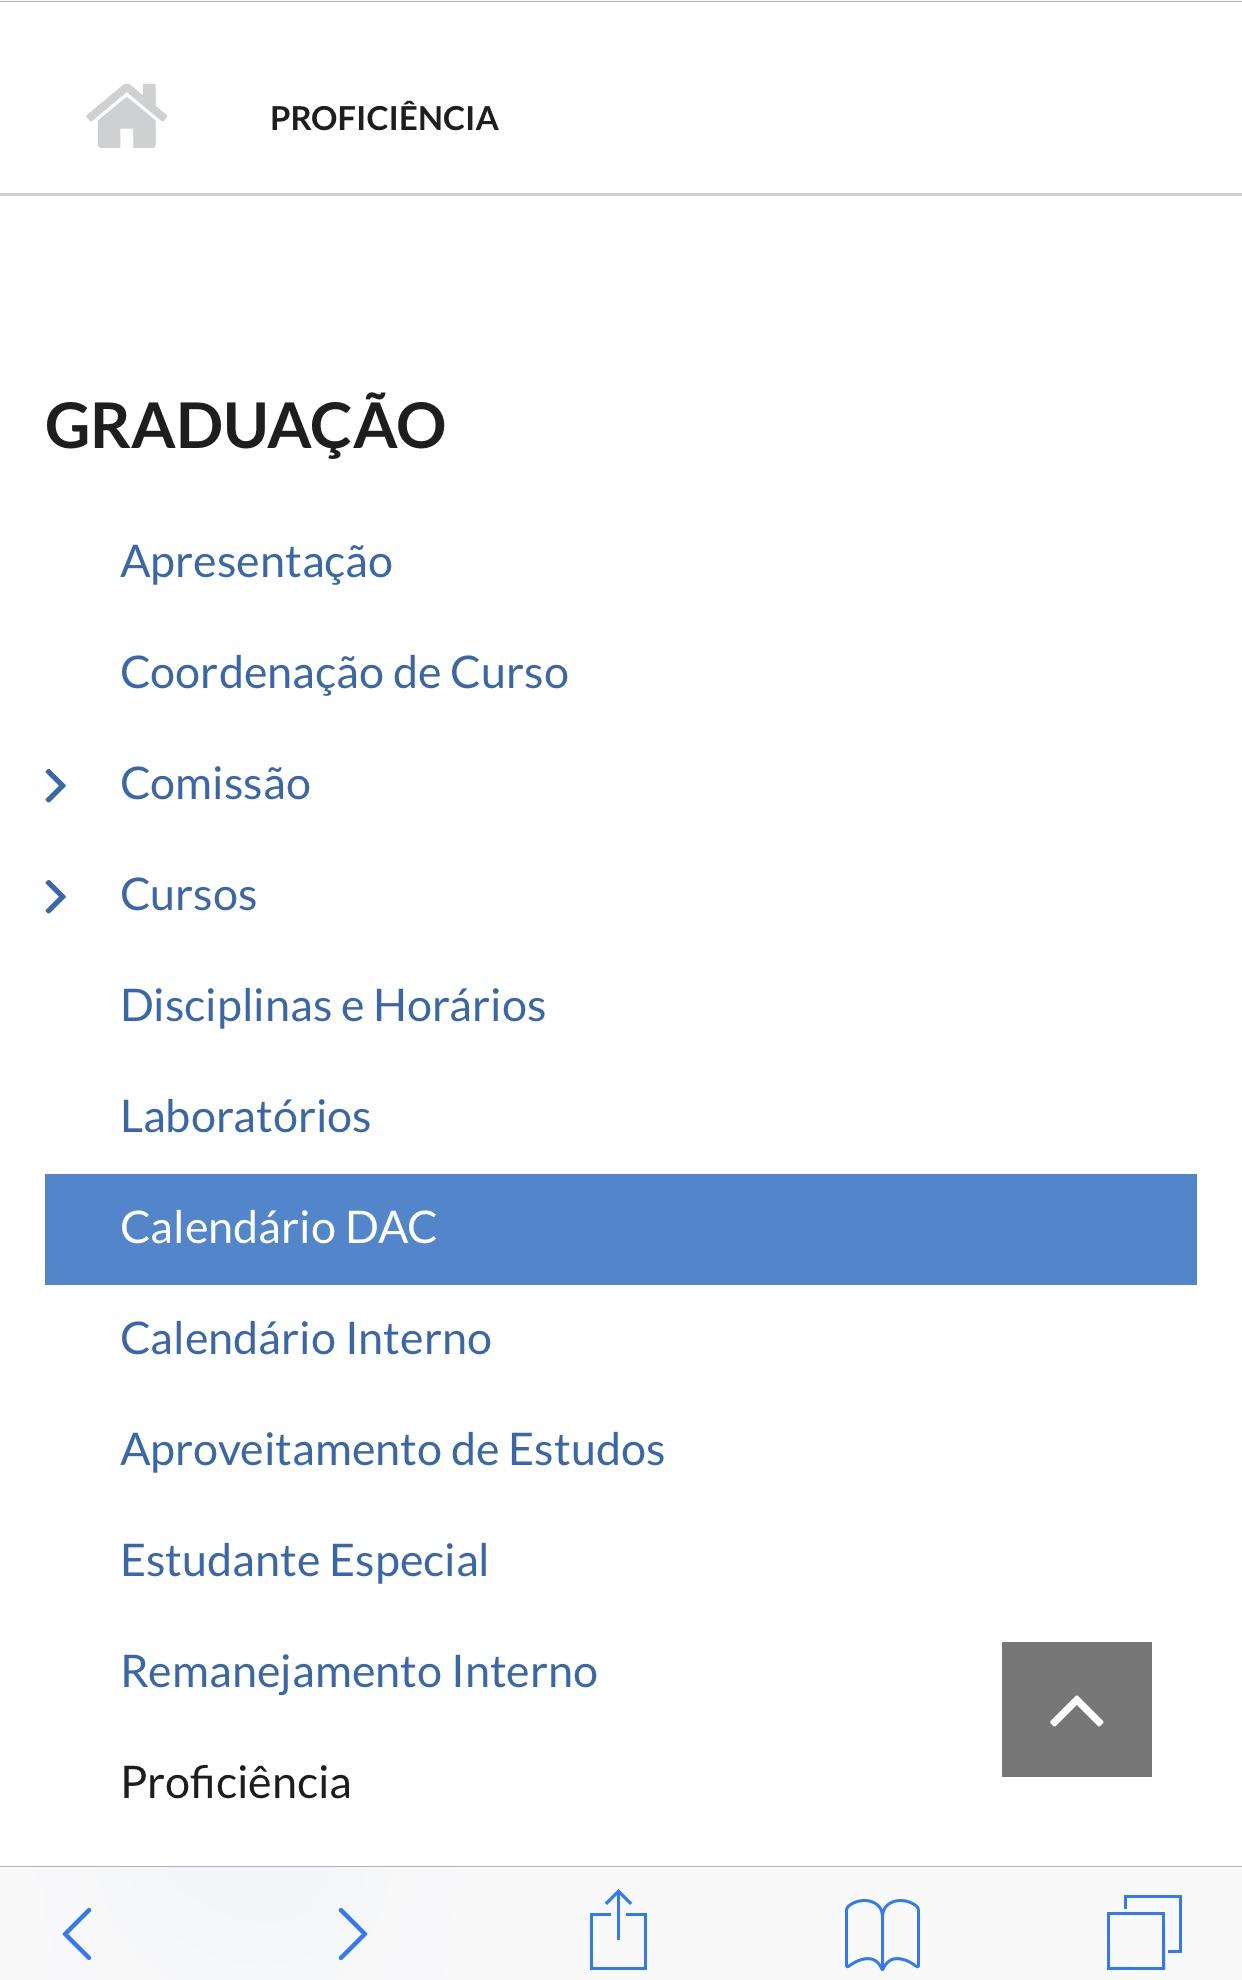 PROFICIÊNCIA
GRADUAÇÃO
Apresentação
Coordenação de Curso
Comissão
Cursos
Disciplinas e Horários
Laboratórios
Calendário DAC
Calendário Interno
Aproveitamento de Estudos
Estudante Especial
Remanejamento Interno
Proficiência